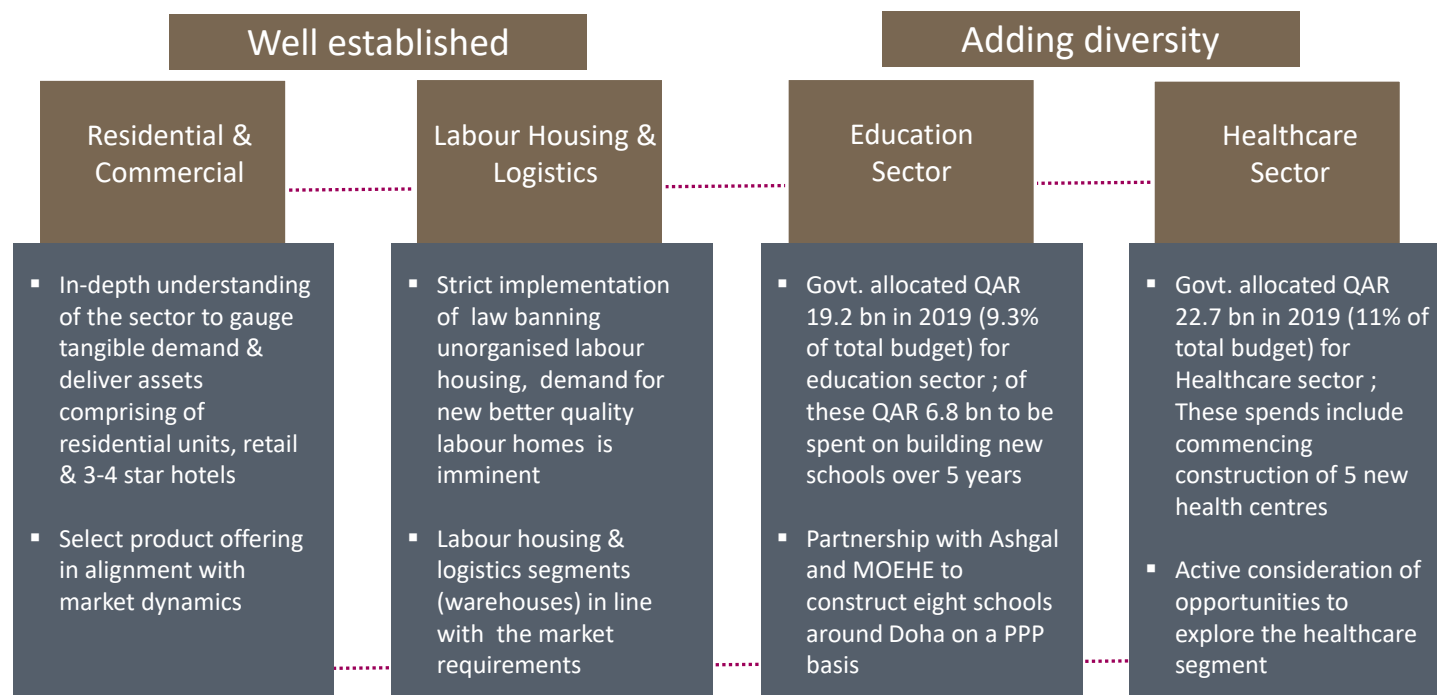 Well established
Adding diversity
Residential &
Commercial
Labour Housing &
Logistics
Education
Sector
Healthcare
Sector
▪ In-depth understanding
of the sector to gauge
tangible demand &
deliver assets
comprising of
residential units, retail
& 3-4 star hotels
▪ Select product offering
in alignment with
market dynamics
▪ Strict implementation
of law banning
unorganised labour
housing, demand for
new better quality
labour homes is
imminent
▪ Labour housing &
logistics segments
(warehouses) in line
with the market
requirements
▪ Govt. allocated QAR
19.2 bn in 2019 (9.3%
of total budget) for
education sector ; of
these QAR 6.8 bn to be
spent on building new
schools over 5 years
▪ Partnership with Ashgal
and MOEHE to
construct eight schools
around Doha on a PPP
basis
▪ Govt. allocated QAR
22.7 bn in 2019 (11% of
total budget) for
Healthcare sector ;
These spends include
commencing
construction of 5 new
health centres
▪ Active consideration of
opportunities to
explore the healthcare
segment